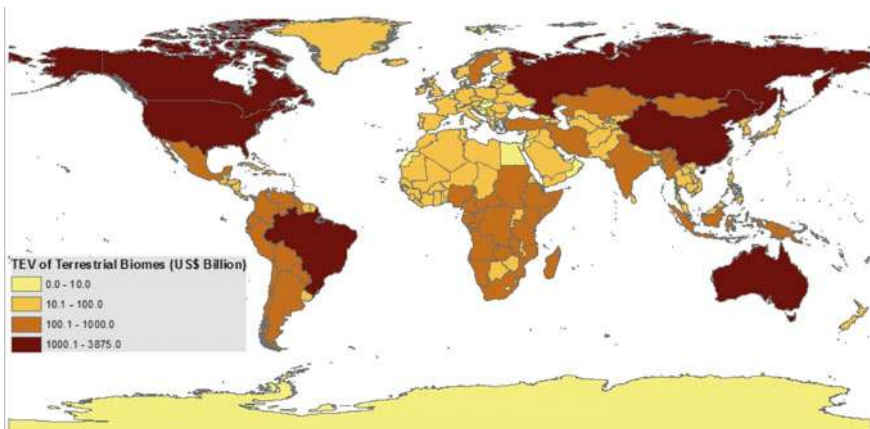 TEV of Terrestrial Biomes (US$ Billion)
0.0 - 10.0
10.1 - 100.0
100.1 - 1000.0
1000.1 - 3875.0